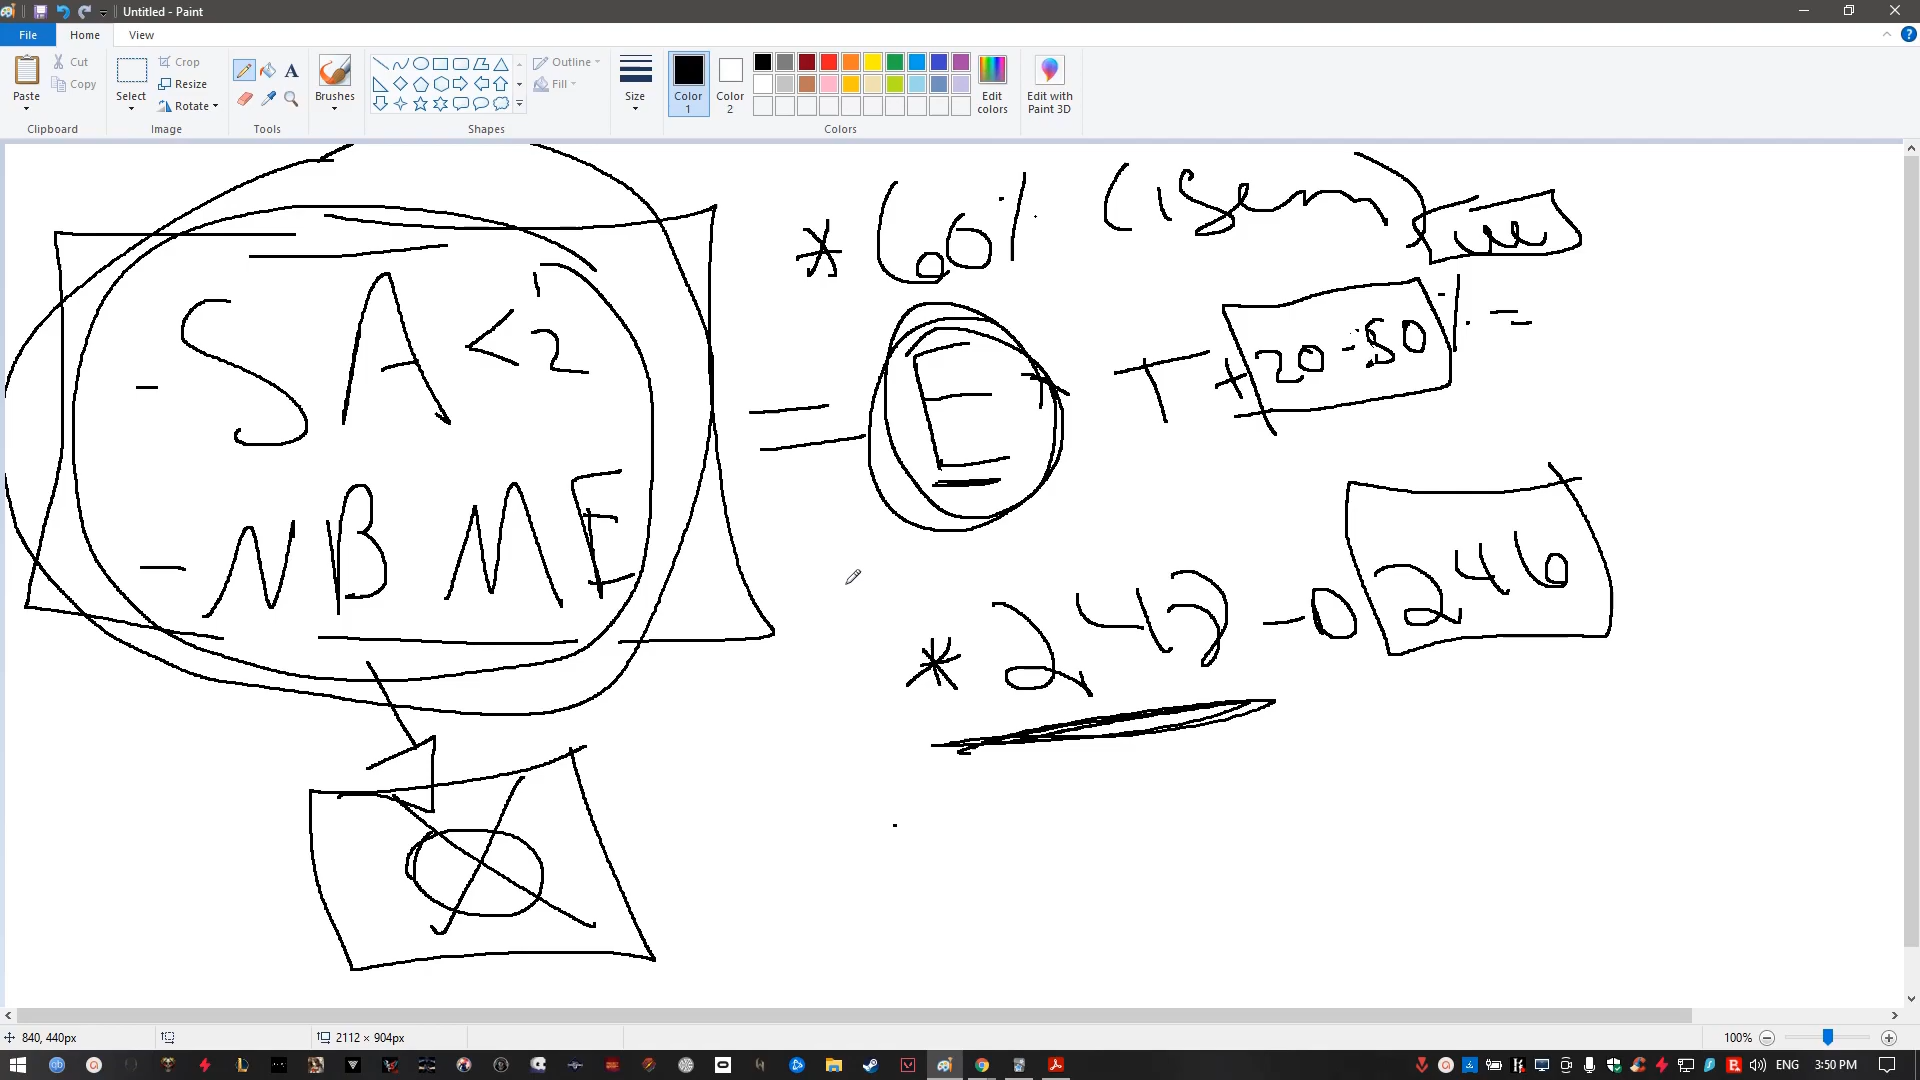 Untitled - Paint
File
Home
View
Cut
Copy
Paste
Clipboard
Crop
Resize
Rotate
Select
Image
Tools
Brushes
Shapes
Outline
Fill
Size
Color 1
Color 2
Edit colors
Colors
Edit with Paint 3D
* 60%
SA <2
= E + T + 20-50% =
- NBME
* 243 - 246
840, 440px
2112 × 904px
100%
ENG
3:50 PM